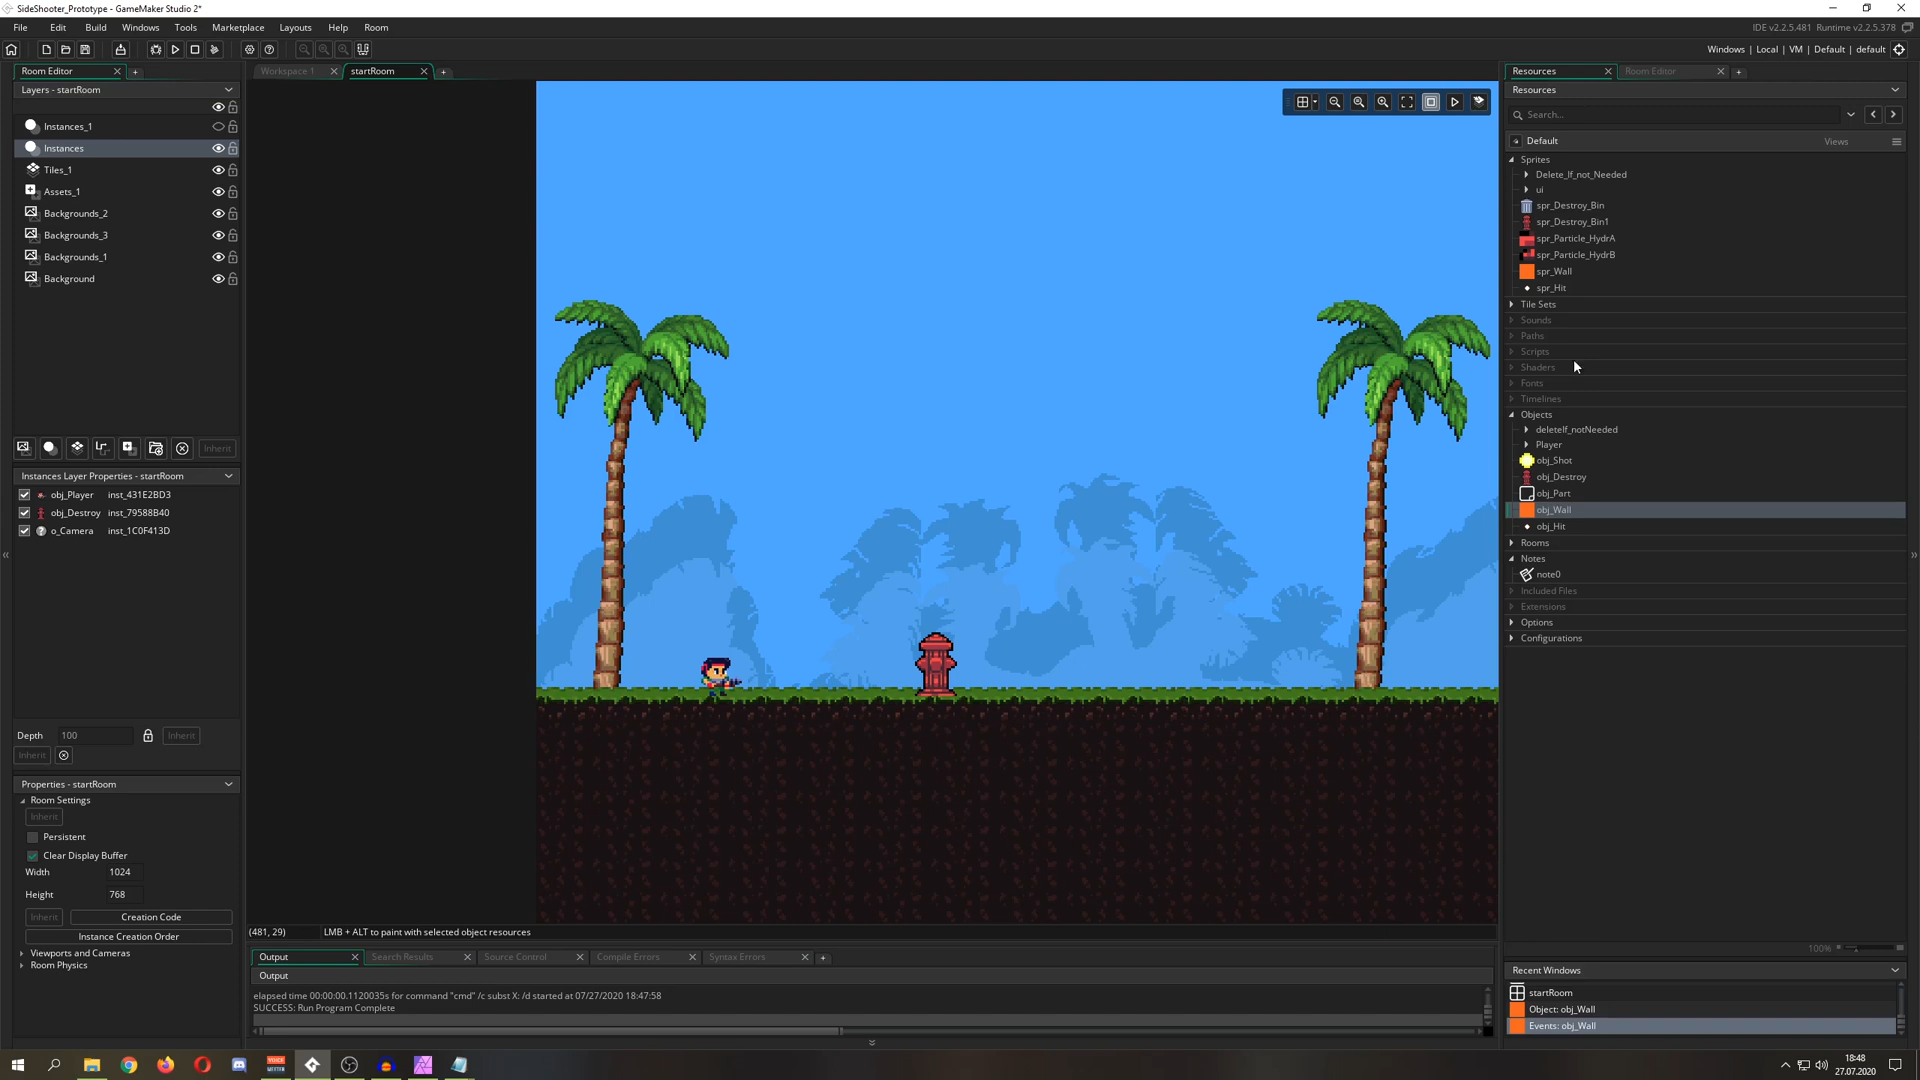 SideShooter_Prototype - GameMaker Studio 2*
File Edit Build Windows Tools Marketplace Layouts Help Room
IDE v2.2.5.481 Runtime v2.2.5.378
Windows | Local | VM | Default | default
Room Editor
Layers - startRoom
Instances_1
Instances
Tiles_1
Assets_1
Backgrounds_2
Backgrounds_3
Backgrounds_1
Background
Inherit
Instances Layer Properties - startRoom
obj_Player inst_431E2BD3
obj_Destroy inst_79588B40
o_Camera inst_1C0F413D
Depth 100 Inherit
Inherit
Properties - startRoom
Room Settings
Inherit
Persistent
Clear Display Buffer
Width 1024
Height 768
Inherit Creation Code
Instance Creation Order
Viewports and Cameras
Room Physics
Workspace 1 startRoom
(481, 29) LMB + ALT to paint with selected object resources
Output Search Results Source Control Compile Errors Syntax Errors
Output
elapsed time 00:00:00.1120035s for command "cmd" /c subst X: /d started at 07/27/2020 18:47:58
SUCCESS: Run Program Complete
Resources Room Editor
Resources
Search...
Default Views
Sprites
Delete_If_not_Needed
ui
spr_Destroy_Bin
spr_Destroy_Bin1
spr_Particle_HydrA
spr_Particle_HydrB
spr_Wall
spr_Hit
Tile Sets
Sounds
Paths
Scripts
Shaders
Fonts
Timelines
Objects
deleteIf_notNeeded
Player
obj_Shot
obj_Destroy
obj_Part
obj_Wall
obj_Hit
Rooms
Notes
note0
Included Files
Extensions
Options
Configurations
100%
Recent Windows
startRoom
Object: obj_Wall
Events: obj_Wall
18:48
27.07.2020